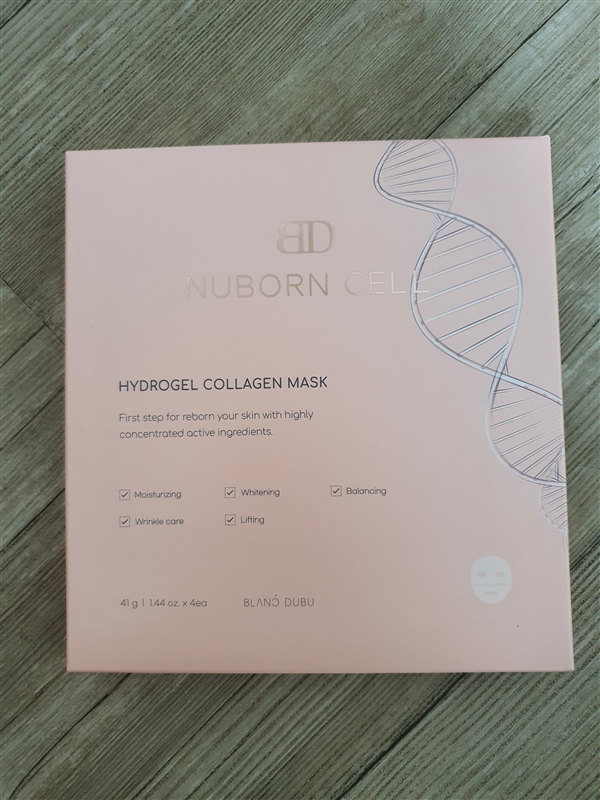 BD
NUBORN CELL
HYDROGEL COLLAGEN MASK
First step for reborn your skin with highly
concentrated active ingredients.
Moisturizing Whitening Balancing
Wrinkle care Lifting
41 g | 1.44 oz. x 4ea BLANĊ DUBU